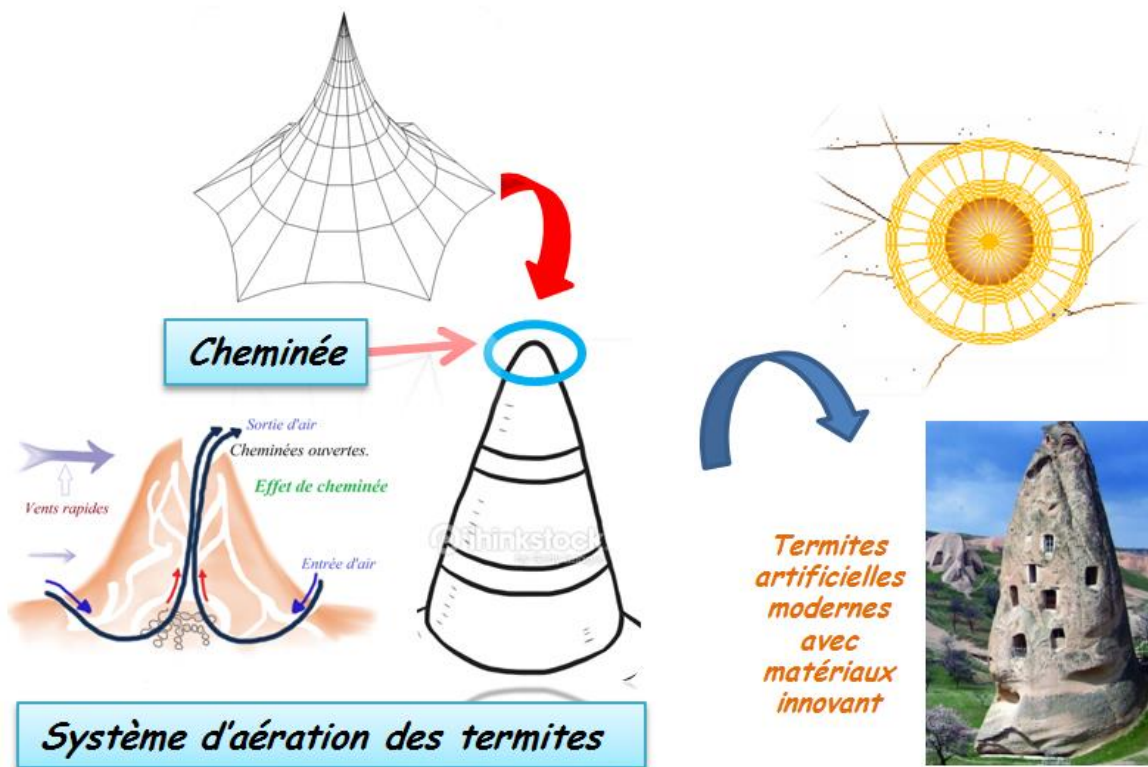 Cheminée
Sortie d'air
Cheminées ouvertes.
Effet de cheminée
Vents rapides
Entrée d'air
thinkstock
Termites
artificielles
modernes
avec
matériaux
innovant
Système d'aération des termites